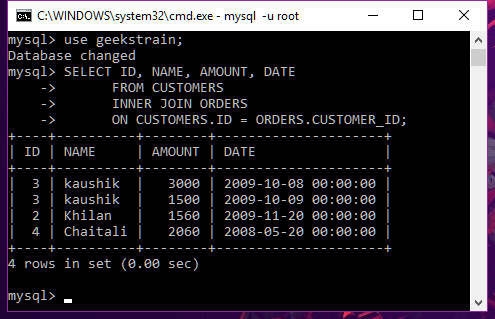 C:\WINDOWS\system32\cmd.exe - mysql -u root
mysql> use geekstrain;
Database changed
mysql> SELECT ID, NAME, AMOUNT, DATE
    ->        FROM CUSTOMERS
    ->        INNER JOIN ORDERS
    ->        ON CUSTOMERS.ID = ORDERS.CUSTOMER_ID;
+----+----------+--------+---------------------+
| ID | NAME     | AMOUNT | DATE                |
+----+----------+--------+---------------------+
|  3 | kaushik  |   3000 | 2009-10-08 00:00:00 |
|  3 | kaushik  |   1500 | 2009-10-09 00:00:00 |
|  2 | Khilan   |   1560 | 2009-11-20 00:00:00 |
|  4 | Chaitali |   2060 | 2008-05-20 00:00:00 |
+----+----------+--------+---------------------+
4 rows in set (0.00 sec)
mysql> _